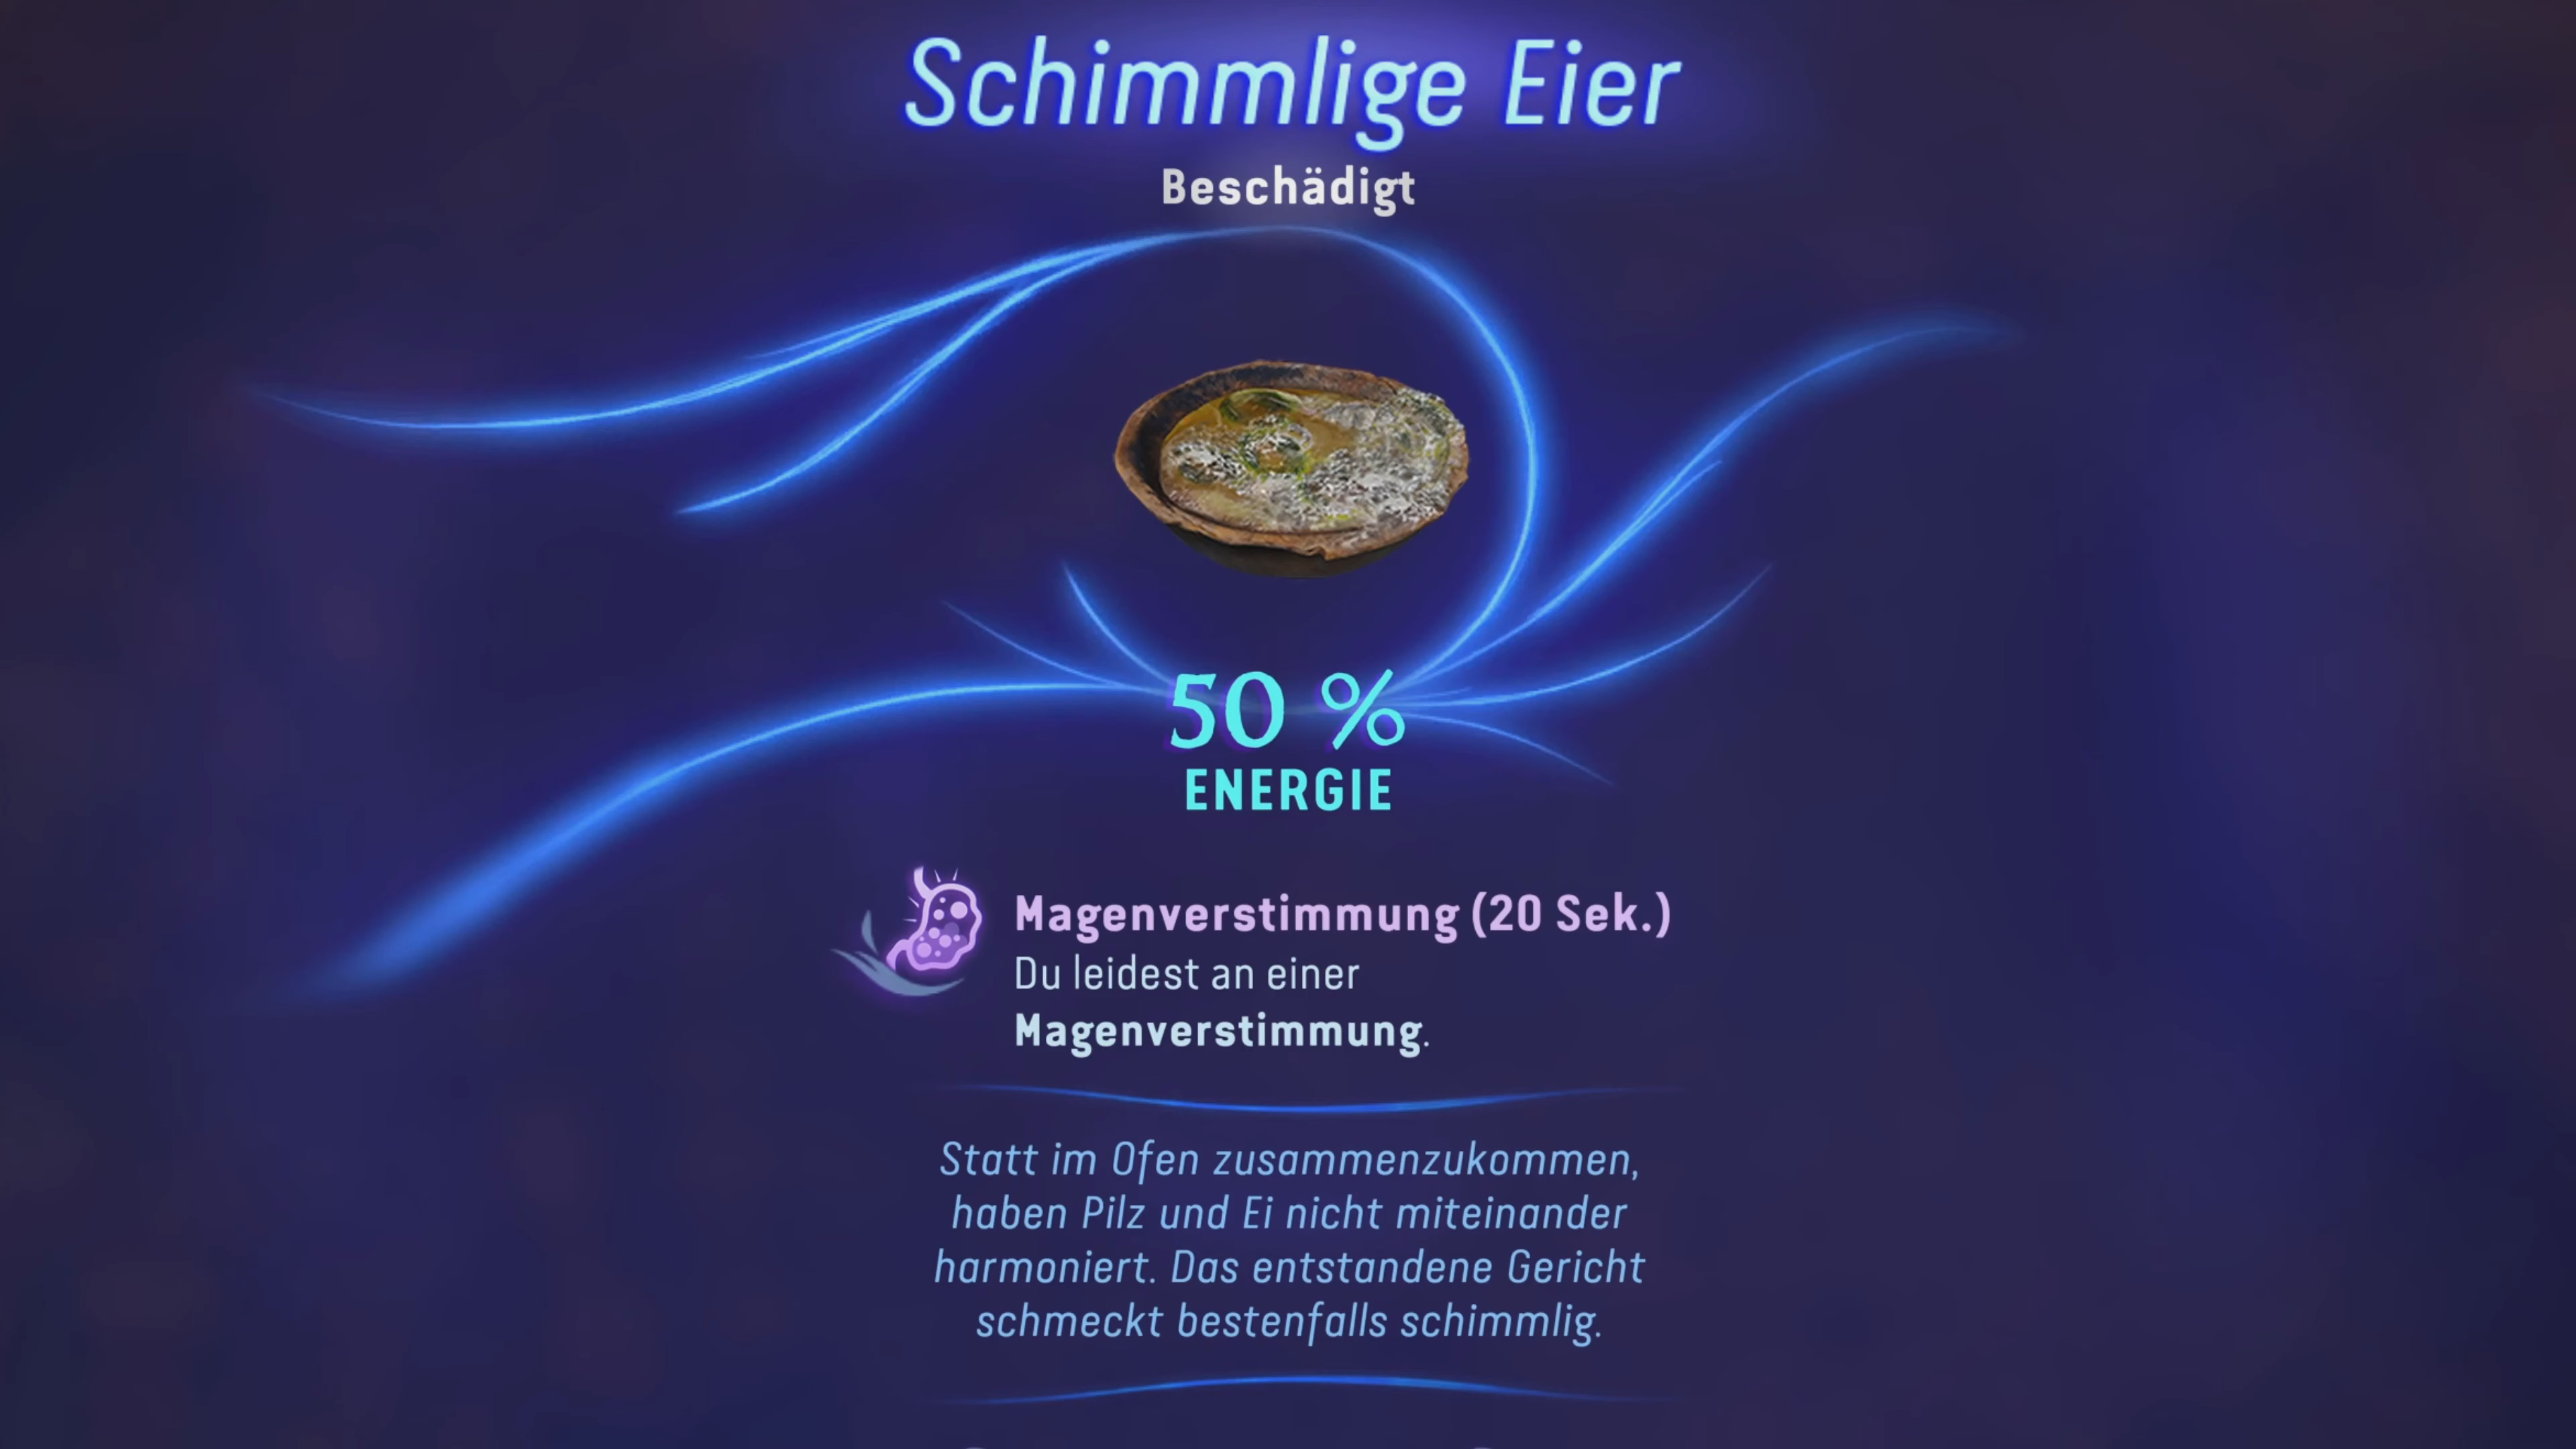 Schimmlige Eier
Beschädigt
50 %
ENERGIE
Magenverstimmung (20 Sek.)
Du leidest an einer
Magenverstimmung.
Statt im Ofen zusammenzukommen,
haben Pilz und Ei nicht miteinander
harmoniert. Das entstandene Gericht
schmeckt bestenfalls schimmlig.